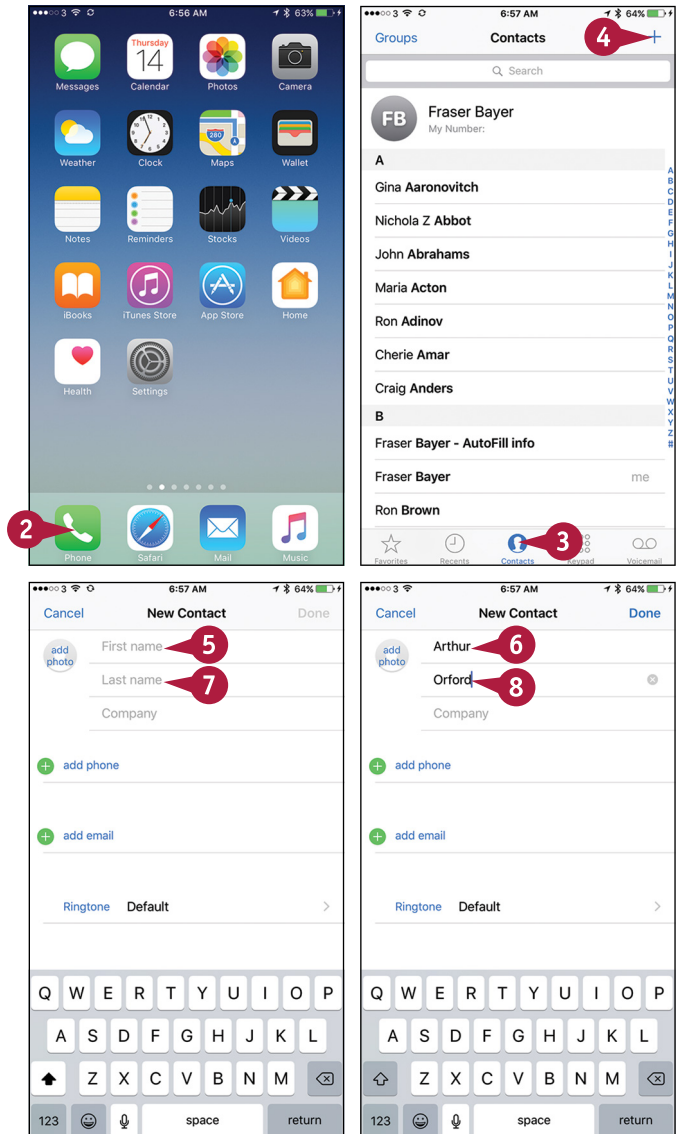 3 6:56 AM 63%
Thursday
14
Messages Calendar Photos Camera
280
Weather Clock Maps Wallet
Notes Reminders Stocks Videos
iBooks iTunes Store App Store Home
Health Settings
2
Phone Safari Mail Music
3 6:57 AM 64%
Groups Contacts 4 +
Search
FB
Fraser Bayer
My Number:
A
Gina Aaronovitch
Nichola Z Abbot
John Abrahams
Maria Acton
Ron Adinov
Cherie Amar
Craig Anders
B
Fraser Bayer - AutoFill info
Fraser Bayer me
Ron Brown
A
B
C
D
E
F
G
H
I
J
K
L
M
N
O
P
Q
R
S
T
U
V
W
X
Y
Z
#
3
Favorites Recents Contacts Keypad Voicemail
3 6:57 AM 64%
Cancel New Contact Done
add photo
First name 5
Last name 7
Company
+ add phone
+ add email
Ringtone Default >
Q W E R T Y U I O P
A S D F G H J K L
Z X C V B N M
123 space return
3 6:57 AM 64%
Cancel New Contact Done
add photo
Arthur 6
Orford 8
Company
+ add phone
+ add email
Ringtone Default >
Q W E R T Y U I O P
A S D F G H J K L
Z X C V B N M
123 space return